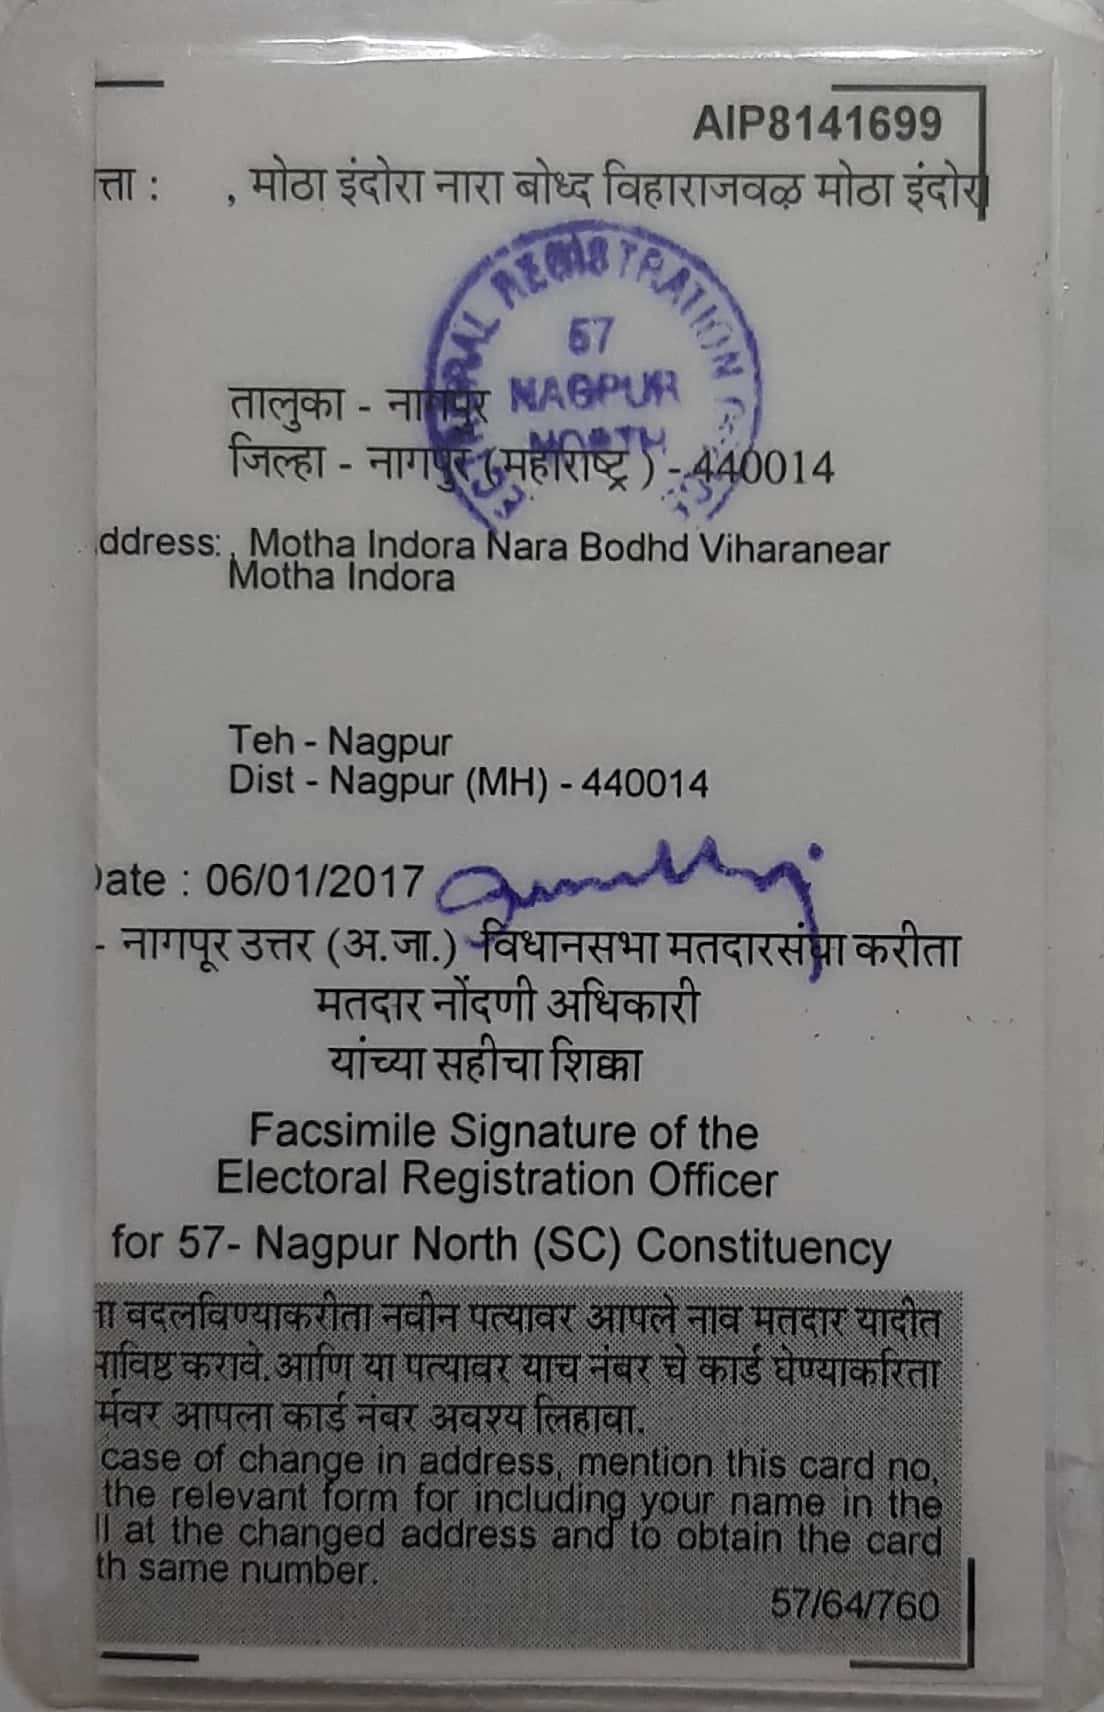 AIP8141699
त्ता : , मोठा इंदोरा नारा बोध्द विहाराजवळ मोठा इंदोरा
REGISTRATION
57
NAGPUR
NORTH
तालुका - नागपुर
जिल्हा - नागपुर (महाराष्ट्र ) - 440014
ddress: , Motha Indora Nara Bodhd Viharanear
Motha Indora
Teh - Nagpur
Dist - Nagpur (MH) - 440014
Date : 06/01/2017
- नागपूर उत्तर (अ.जा.) विधानसभा मतदारसंघा करीता
मतदार नोंदणी अधिकारी
यांच्या सहीचा शिक्का
Facsimile Signature of the
Electoral Registration Officer
for 57- Nagpur North (SC) Constituency
ा बदलविण्याकरीता नवीन पत्यावर आपले नाव मतदार यादीत
ाविष्ट करावे.आणि या पत्यावर याच नंबर चे कार्ड घेण्याकरिता
र्मवर आपला कार्ड नंबर अवश्य लिहावा.
case of change in address, mention this card no,
the relevant form for including your name in the
ll at the changed address and to obtain the card
th same number.
57/64/760